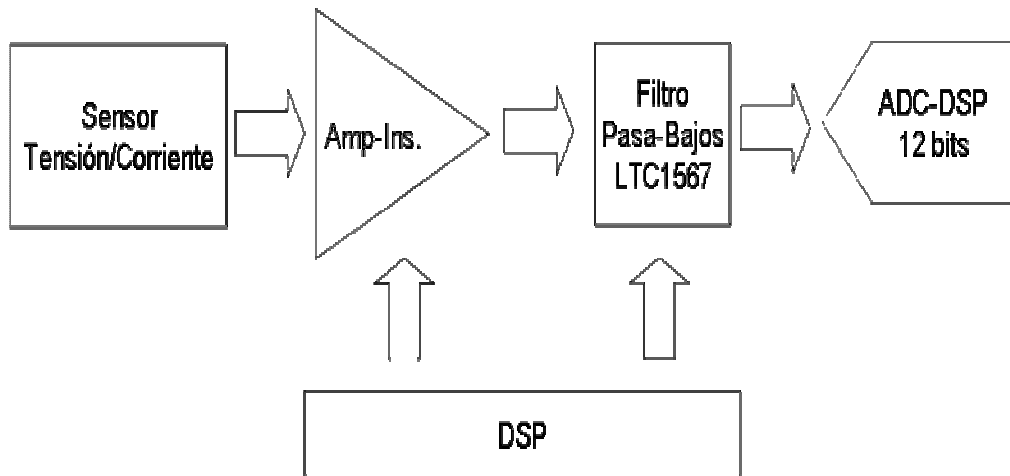 Sensor
Tensión/Corriente
Amp-Ins.
Filtro
Pasa-Bajos
LTC1567
ADC-DSP
12 bits
DSP